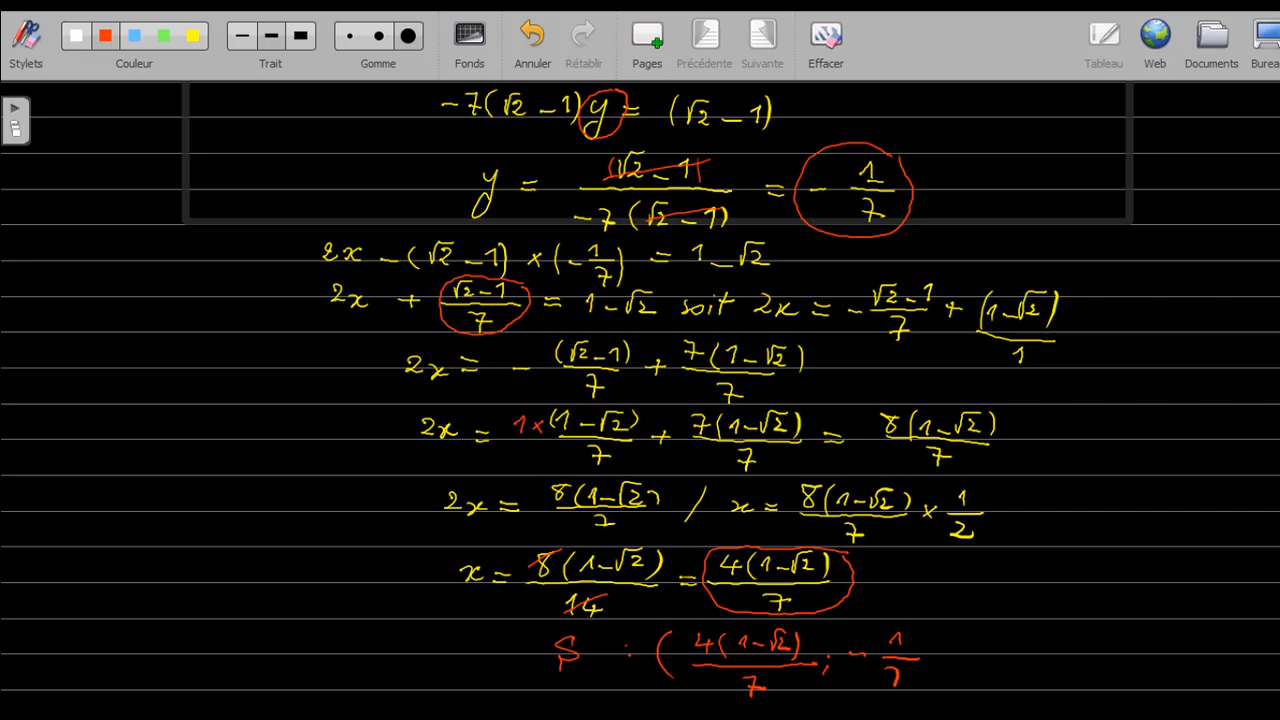 Stylets Couleur Trait Gomme Fonds Annuler Rétablir Pages Précédente Suivante Effacer Tableau Web Documents Burea
-7(√2 - 1)y = (√2 - 1)
y = (√2 - 1) / -7(√2 - 1) = - 1/7
2x - (√2 - 1) × (-1/7) = 1 - √2
2x + (√2 - 1)/7 = 1 - √2 soit 2x = - (√2 - 1)/7 + (1 - √2)/1
2x = - (√2 - 1)/7 + 7(1 - √2)/7
2x = 1×(1 - √2)/7 + 7(1 - √2)/7 = 8(1 - √2)/7
2x = 8(1 - √2)/7 / x = 8(1 - √2)/7 × 1/2
x = 8(1 - √2)/14 = 4(1 - √2)/7
S : (4(1 - √2)/7 ; - 1/7